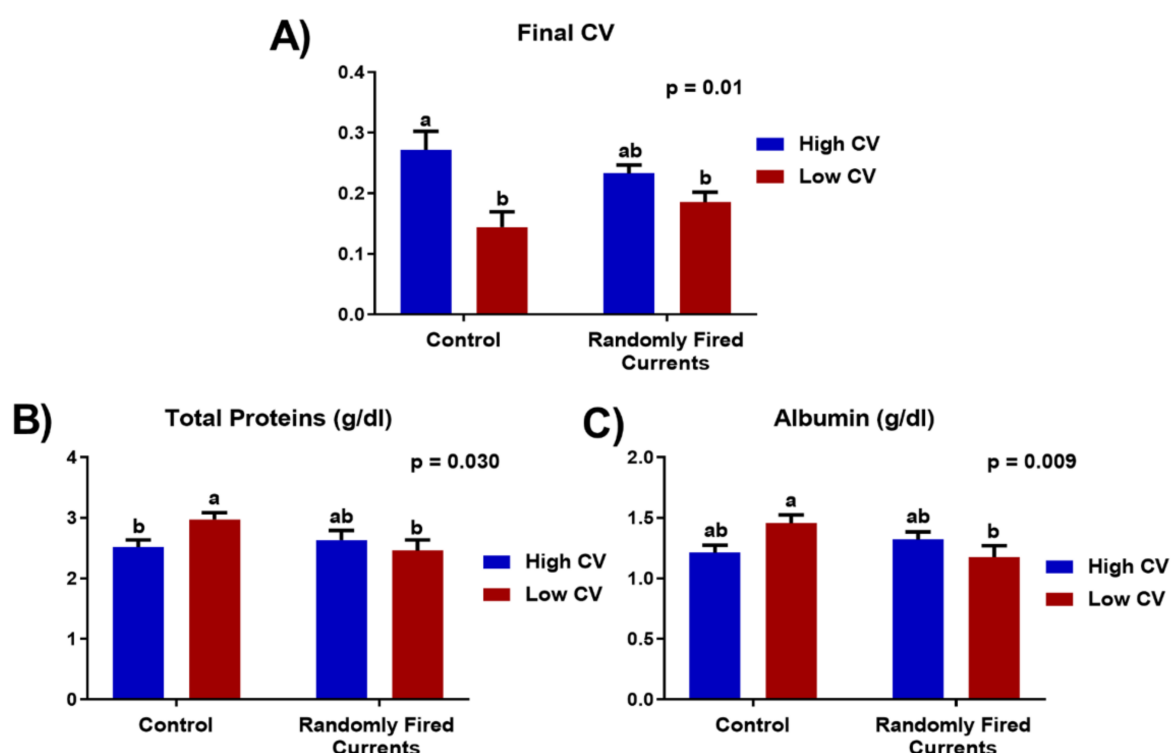 A)
Final CV
0.4
p = 0.01
a
0.3
ab
High CV
b
b
Low CV
0.2
0.1
0.0
Control
Randomly Fired
Currents
B)
Total Proteins (g/dl)
4
p = 0.030
a
b
ab
b
3
High CV
2
Low CV
1
0
Control
Randomly Fired
Currents
C)
Albumin (g/dl)
2.0
p = 0.009
a
ab
ab
b
1.5
High CV
1.0
Low CV
0.5
0.0
Control
Randomly Fired
Currents